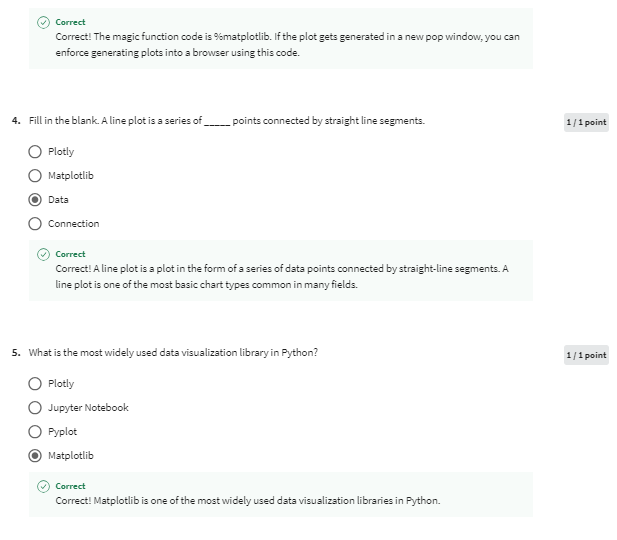 Correct
Correct! The magic function code is %matplotlib. If the plot gets generated in a new pop window, you can
enforce generating plots into a browser using this code.
4. Fill in the blank. A line plot is a series of _____ points connected by straight line segments.
1 / 1 point
Plotly
Matplotlib
Data
Connection
Correct
Correct! A line plot is a plot in the form of a series of data points connected by straight-line segments. A
line plot is one of the most basic chart types common in many fields.
5. What is the most widely used data visualization library in Python?
1 / 1 point
Plotly
Jupyter Notebook
Pyplot
Matplotlib
Correct
Correct! Matplotlib is one of the most widely used data visualization libraries in Python.